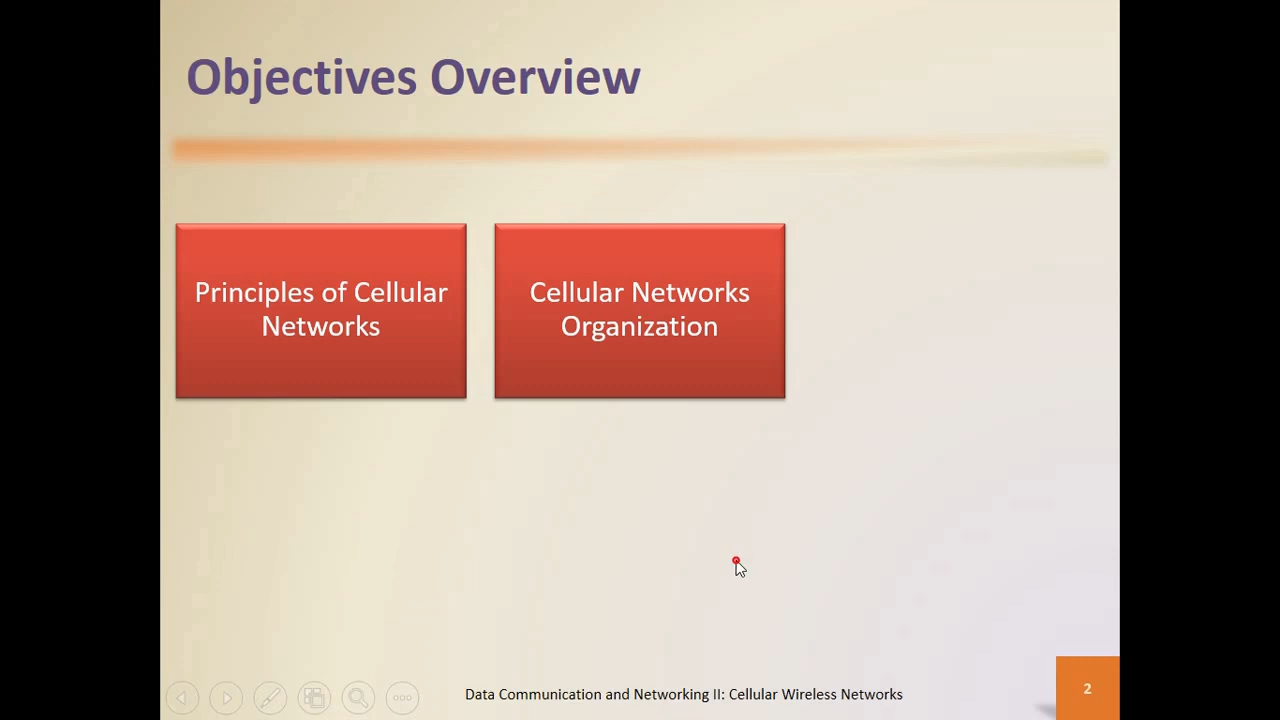 Objectives Overview
Principles of Cellular
Networks
Cellular Networks
Organization
Data Communication and Networking II: Cellular Wireless Networks
2